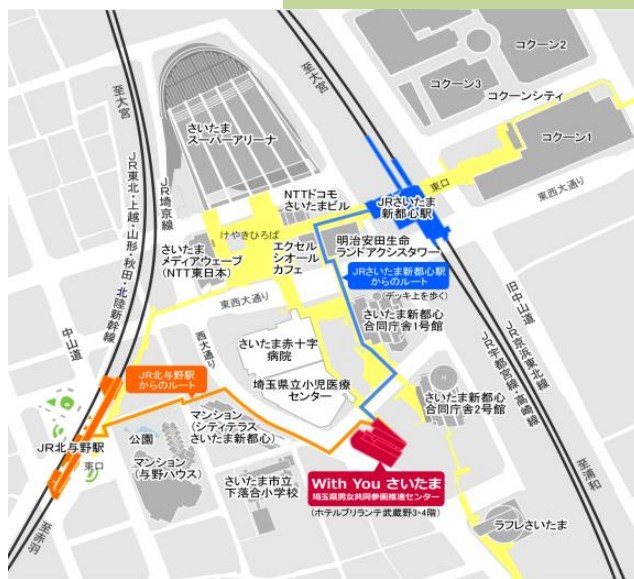 コクーン2
コクーン3
コクーンシティ
コクーン1
至大宮
至大宮
さいたま
スーパーアリーナ
JR東北・上越・山形・秋田・北陸新幹線
JR埼京線
NTTドコモ
さいたまビル
東口
JRさいたま
新都心駅
東西大通り
けやきひろば
さいたま
メディアウェーブ
(NTT東日本)
エクセル
シオール
カフェ
明治安田生命
ランドアクシスタワー
JRさいたま新都心駅
からのルート
(デッキ上を歩く)
旧中山道
JR京浜東北線
JR宇都宮線・高崎線
中山道
東西大通り
西大通り
さいたま新都心
合同庁舎1号館
さいたま赤十字
病院
埼玉県立小児医療
センター
JR北与野駅
からのルート
H
さいたま新都心
合同庁舎2号館
マンション
(シティテラス
さいたま新都心)
JR北与野駅
東口
公園
マンション
(与野ハウス)
さいたま市立
下落合小学校
With You さいたま
埼玉県男女共同参画推進センター
(ホテルブリランテ武蔵野3・4階)
ラフレさいたま
至赤羽
至浦和